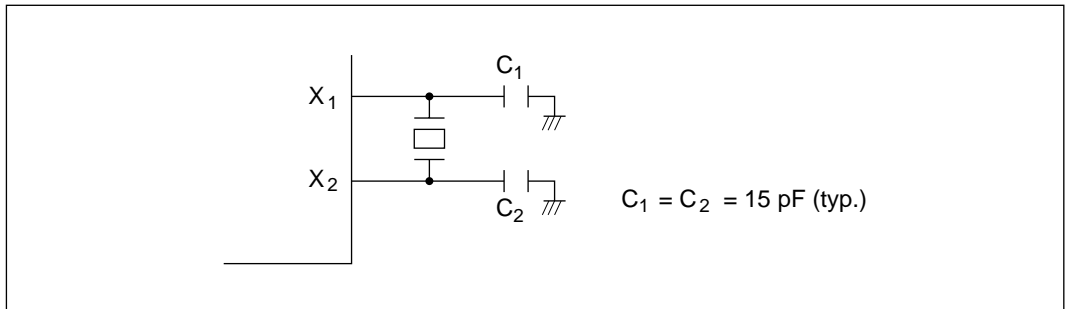 C1
X1
X2
C2
C1 = C2 = 15 pF (typ.)